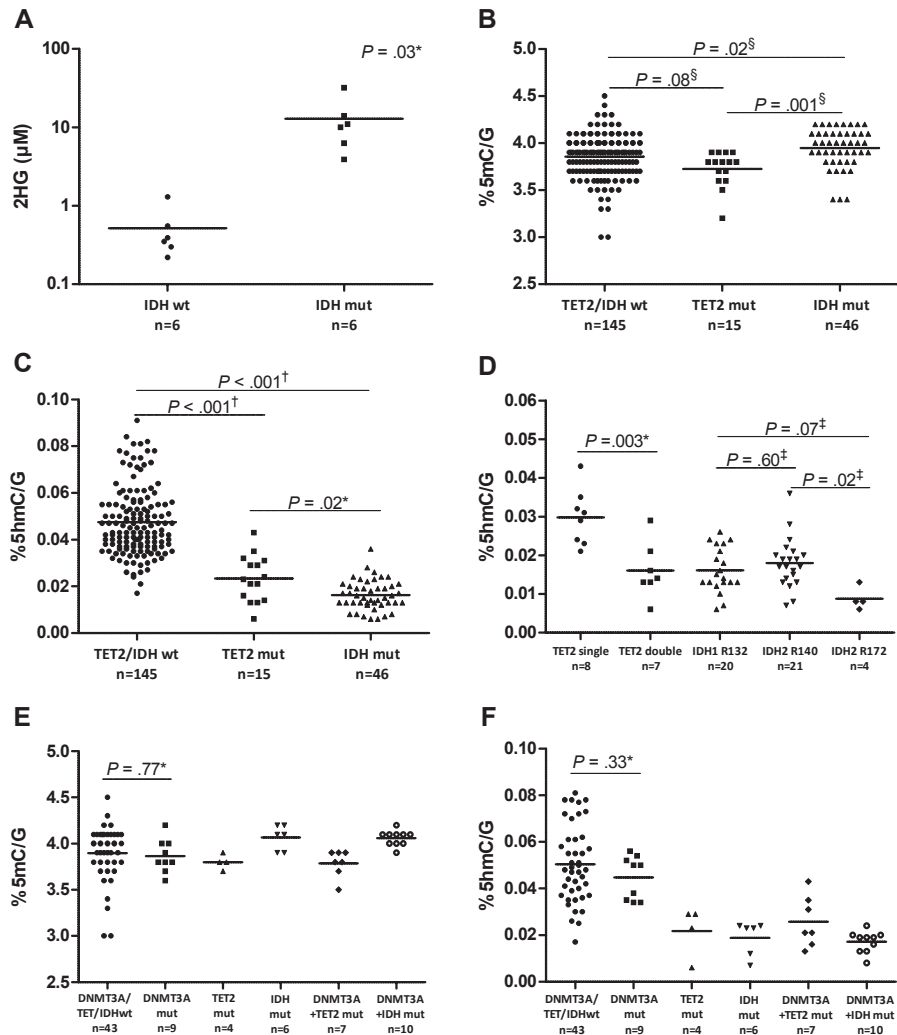 A
P = .03*
100
10
1
0.1
2HG (µM)
IDH wt
n=6
IDH mut
n=6
B
P = .02§
P = .08§
P = .001§
5.0
4.5
4.0
3.5
3.0
2.5
%5mC/G
TET2/IDH wt
n=145
TET2 mut
n=15
IDH mut
n=46
C
P < .001†
P < .001†
P = .02*
0.10
0.08
0.06
0.04
0.02
0.00
%5hmC/G
TET2/IDH wt
n=145
TET2 mut
n=15
IDH mut
n=46
D
P =.003*
P = .07‡
P = .60‡
P = .02‡
0.06
0.05
0.04
0.03
0.02
0.01
0.00
%5hmC/G
TET2 single
n=8
TET2 double
n=7
IDH1 R132
n=20
IDH2 R140
n=21
IDH2 R172
n=4
E
P = .77*
5.0
4.5
4.0
3.5
3.0
2.5
%5mC/G
DNMT3A/
TET/IDHwt
n=43
DNMT3A
mut
n=9
TET2
mut
n=4
IDH
mut
n=6
DNMT3A
+TET2 mut
n=7
DNMT3A
+IDH mut
n=10
F
P = .33*
0.10
0.08
0.06
0.04
0.02
0.00
%5hmC/G
DNMT3A/
TET/IDHwt
n=43
DNMT3A
mut
n=9
TET2
mut
n=4
IDH
mut
n=6
DNMT3A
+TET2 mut
n=7
DNMT3A
+IDH mut
n=10